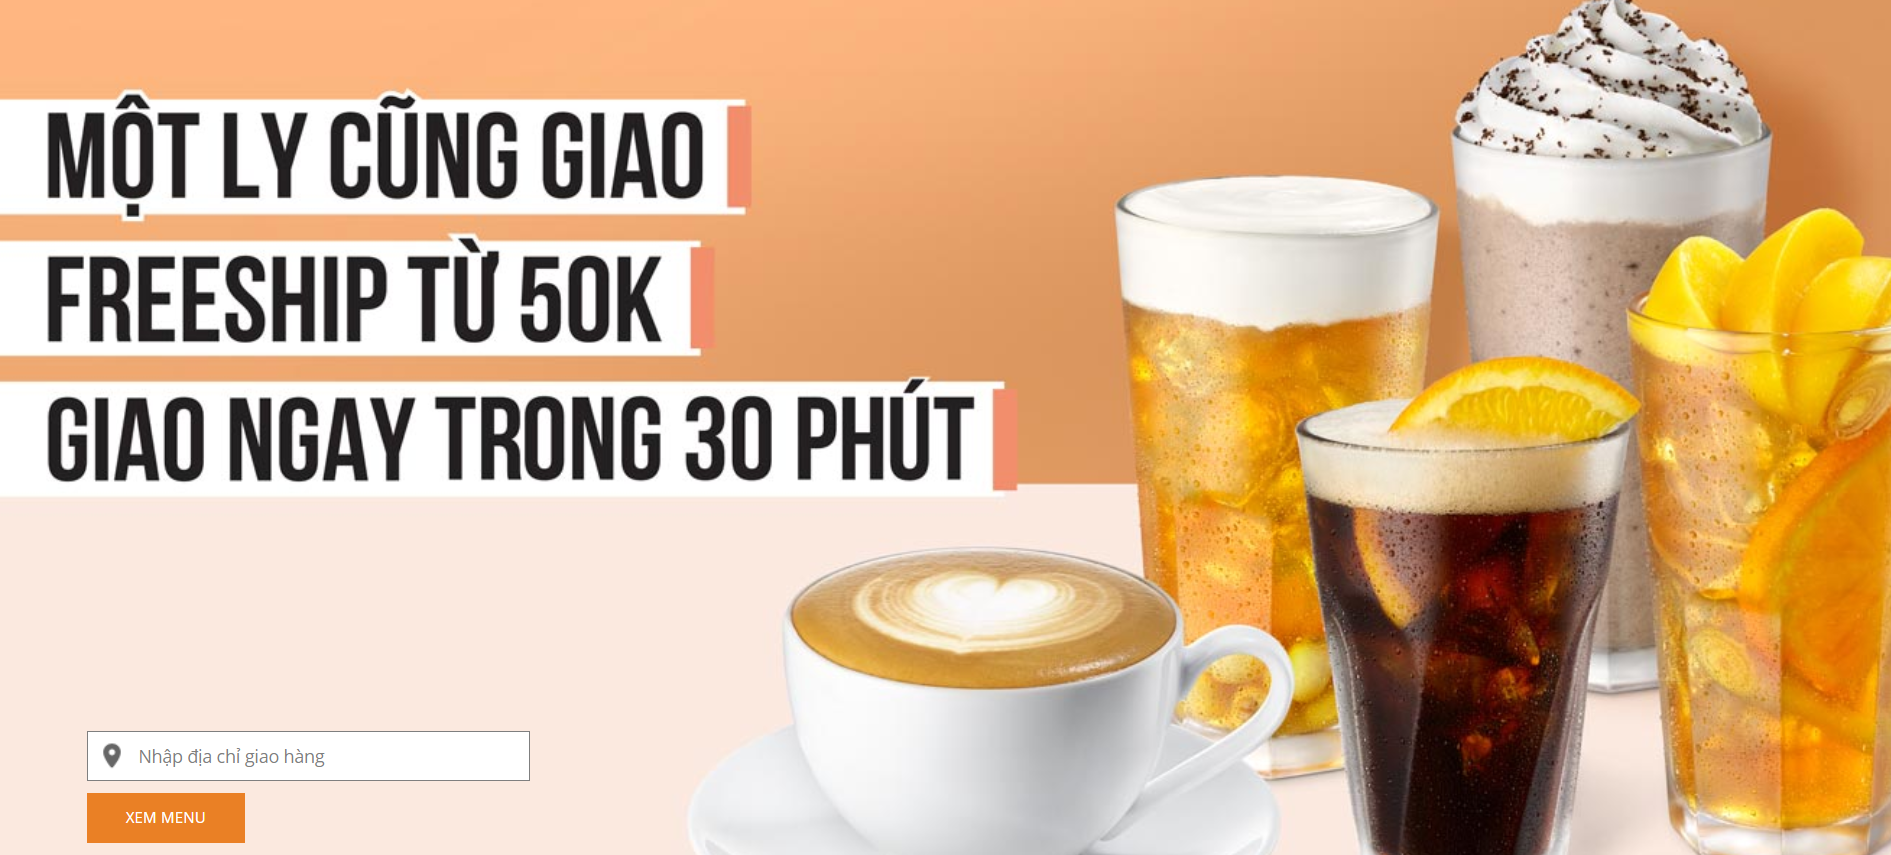 MỘT LY CŨNG GIAO
FREESHIP TỪ 50K
GIAO NGAY TRONG 30 PHÚT
Nhập địa chỉ giao hàng
XEM MENU